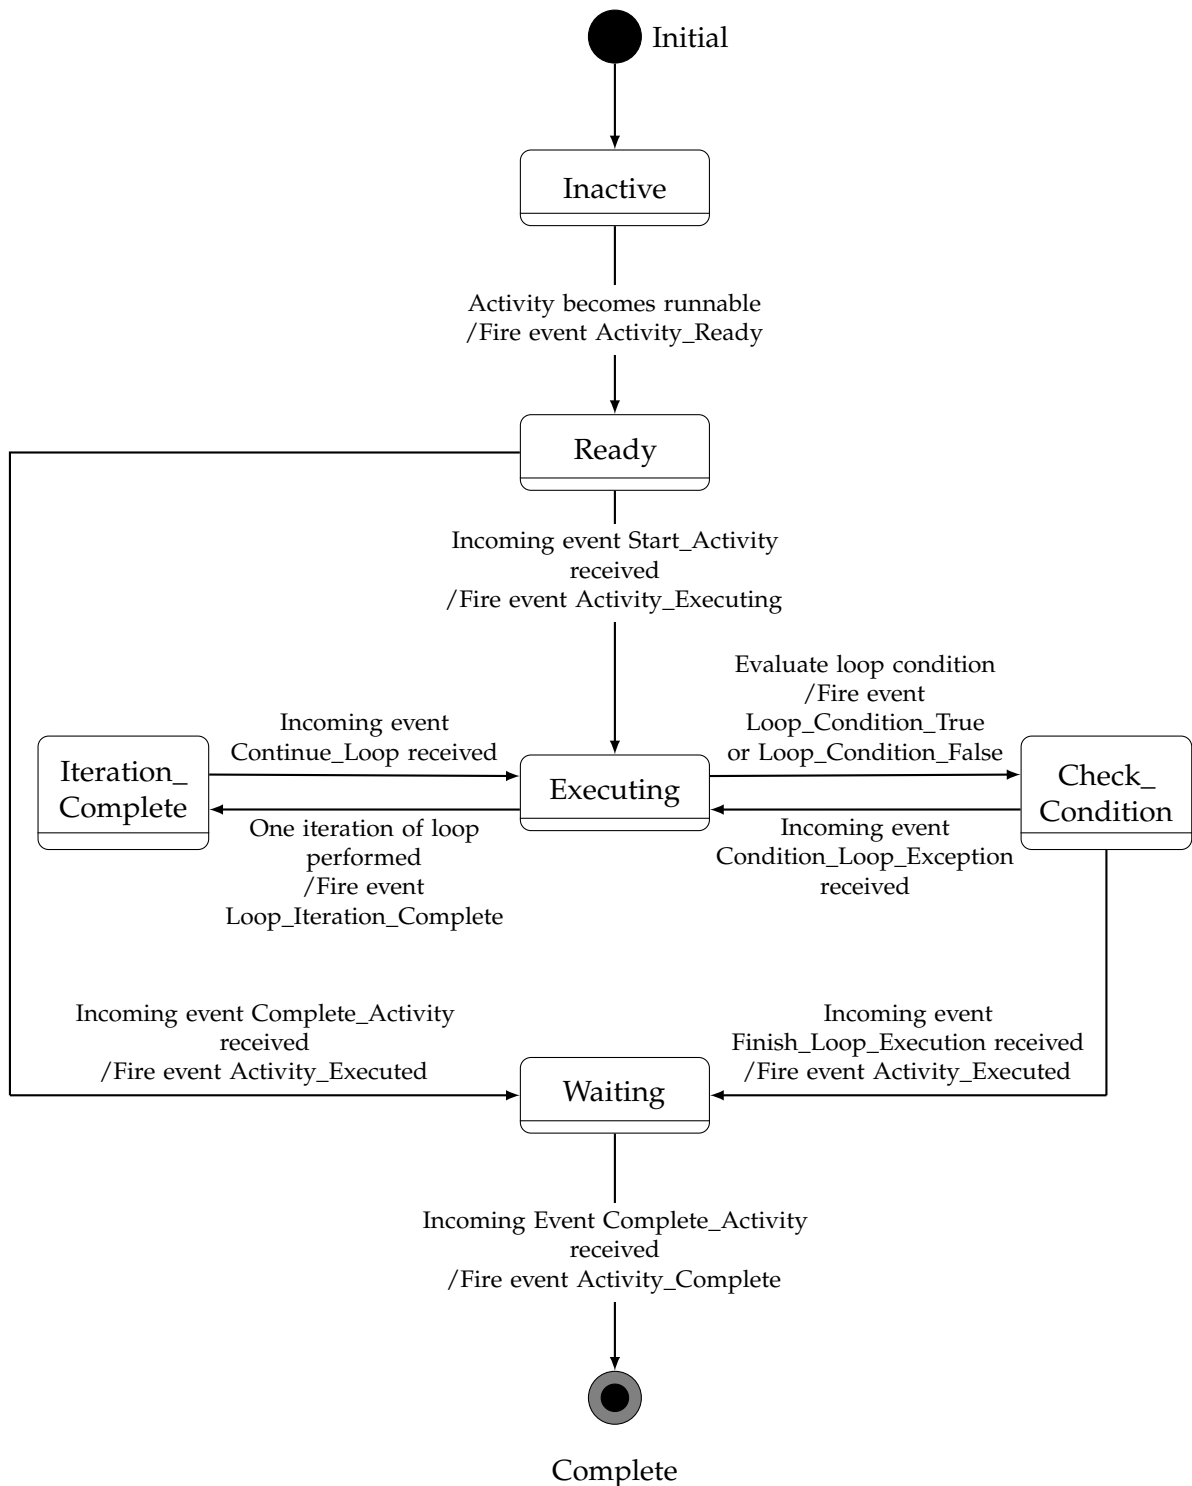 Initial
Inactive
Activity becomes runnable
/Fire event Activity_Ready
Ready
Incoming event Start_Activity
received
/Fire event Activity_Executing
Evaluate loop condition
/Fire event
Loop_Condition_True
or Loop_Condition_False
Incoming event
Continue_Loop received
Iteration_
Complete
Executing
Check_
Condition
One iteration of loop
performed
/Fire event
Loop_Iteration_Complete
Incoming event
Condition_Loop_Exception
received
Incoming event Complete_Activity
received
/Fire event Activity_Executed
Incoming event
Finish_Loop_Execution received
/Fire event Activity_Executed
Waiting
Incoming Event Complete_Activity
received
/Fire event Activity_Complete
Complete